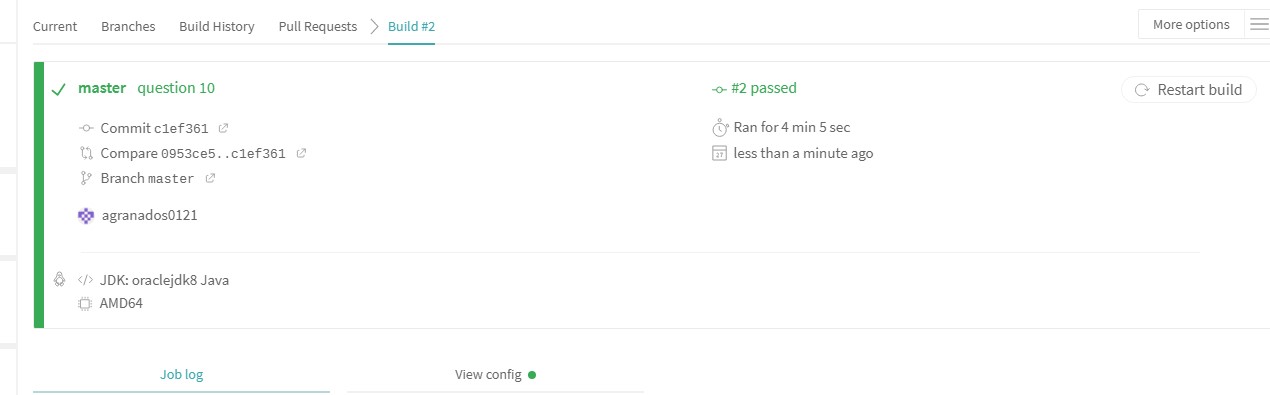 Current Branches Build History Pull Requests Build #2 More options
master question 10 #2 passed Restart build
Commit c1ef361 Ran for 4 min 5 sec
Compare 0953ce5..c1ef361 less than a minute ago
Branch master
agranados0121
JDK: oraclejdk8 Java
AMD64
Job log View config